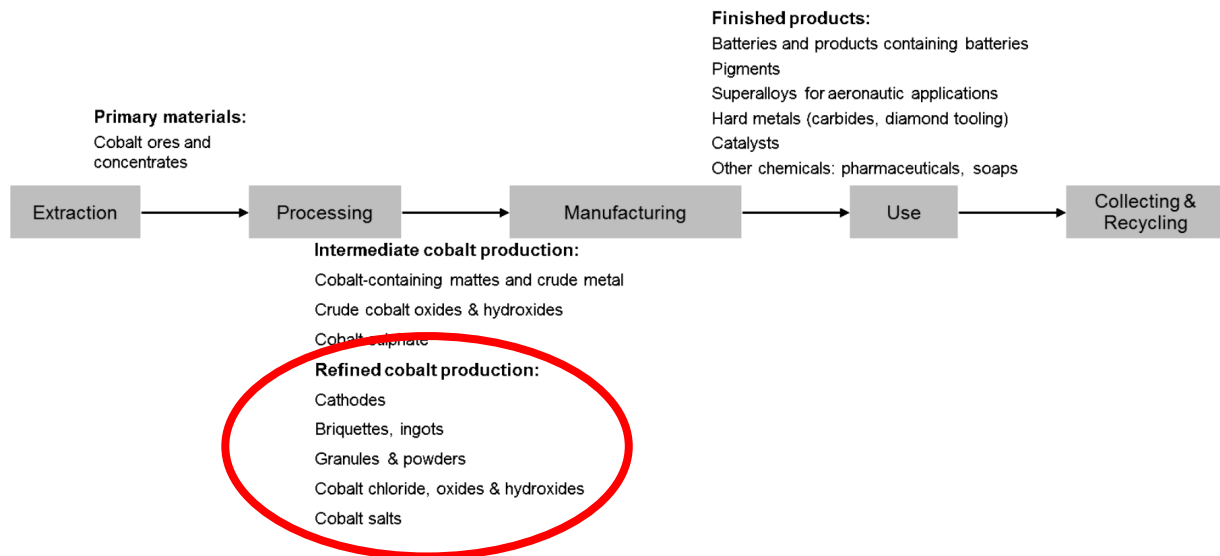 Finished products:
Batteries and products containing batteries
Pigments
Superalloys for aeronautic applications
Hard metals (carbides, diamond tooling)
Catalysts
Other chemicals: pharmaceuticals, soaps
Primary materials:
Cobalt ores and
concentrates
Extraction
Processing
Manufacturing
Use
Collecting &
Recycling
Intermediate cobalt production:
Cobalt-containing mattes and crude metal
Crude cobalt oxides & hydroxides
Cobalt sulphate
Refined cobalt production:
Cathodes
Briquettes, ingots
Granules & powders
Cobalt chloride, oxides & hydroxides
Cobalt salts